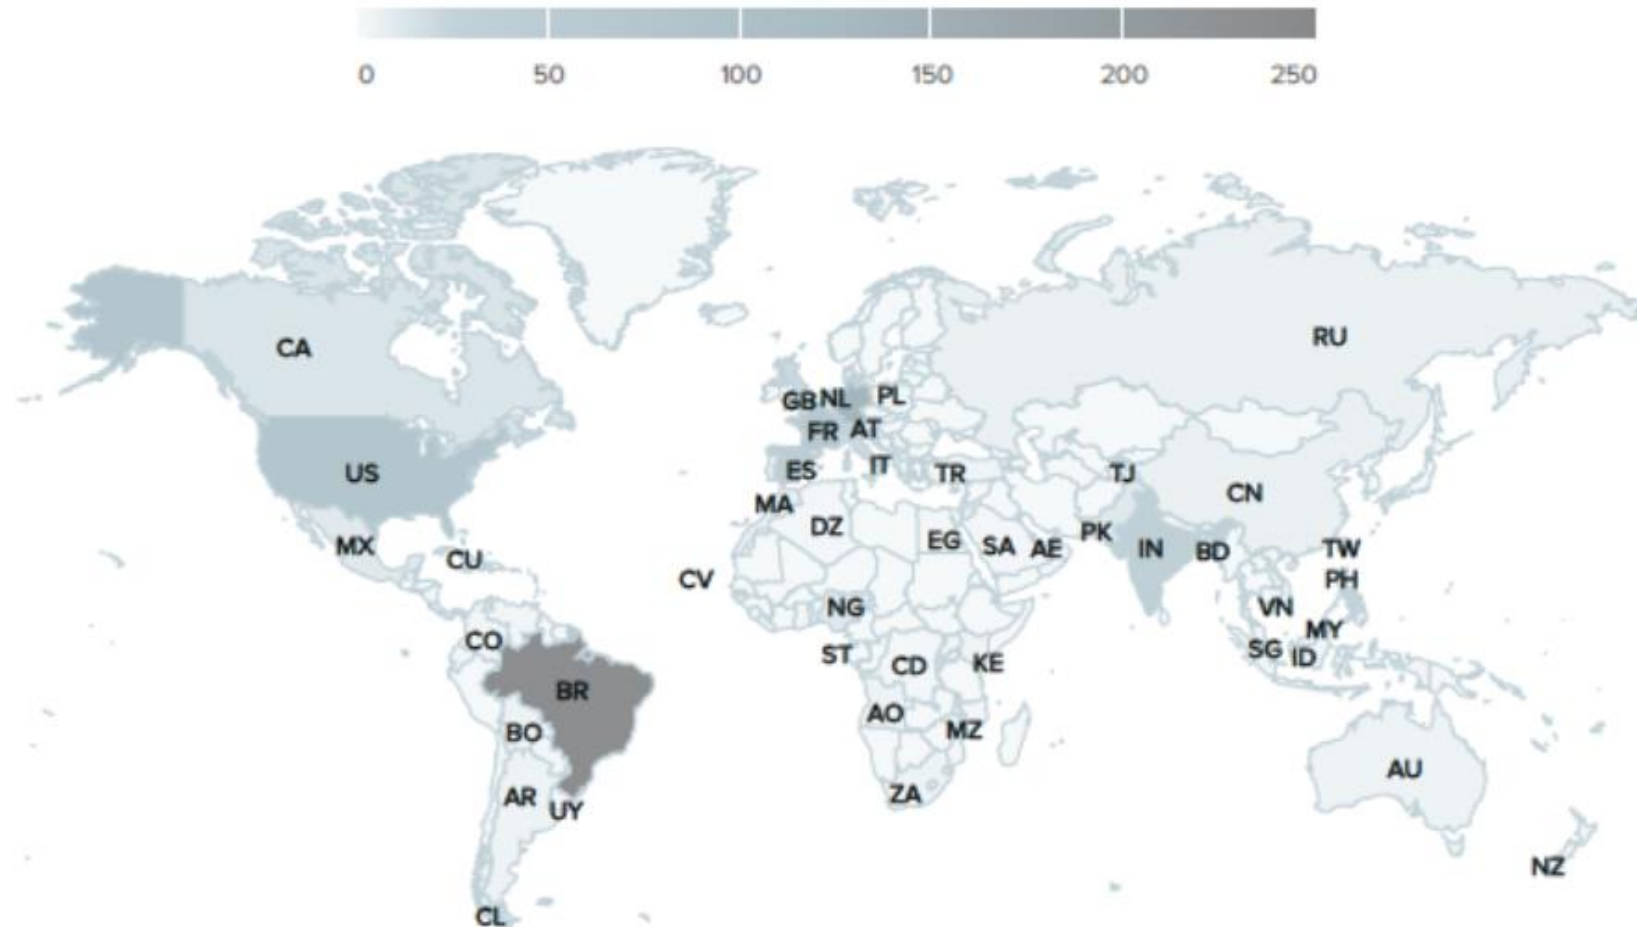 0 50 100 150 200 250
RU
CA
GB NL PL
FR AT
US ES IT TR TJ CN
MA DZ
MX CU EG SA AE PK IN BD TW
CV PH
NG VN
CO ST CD KE SG ID MY
BR
AO MZ
BO
AR UY ZA AU
NZ
CL